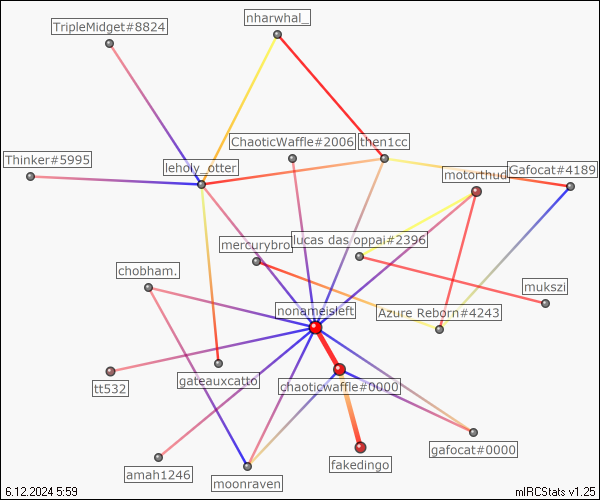 nharwhal_
TripleMidget#8824
ChaoticWaffle#2006
then1cc
Thinker#5995
leholy_otter
Gafocat#4189
motorthud
lucas das oppai#2396
mercurybro
chobham.
mukszi
nonameisleft
Azure Reborn#4243
tt532
gateauxcatto
chaoticwaffle#0000
gafocat#0000
fakedingo
amah1246
moonraven
6.12.2024 5:59
mIRCStats v1.25